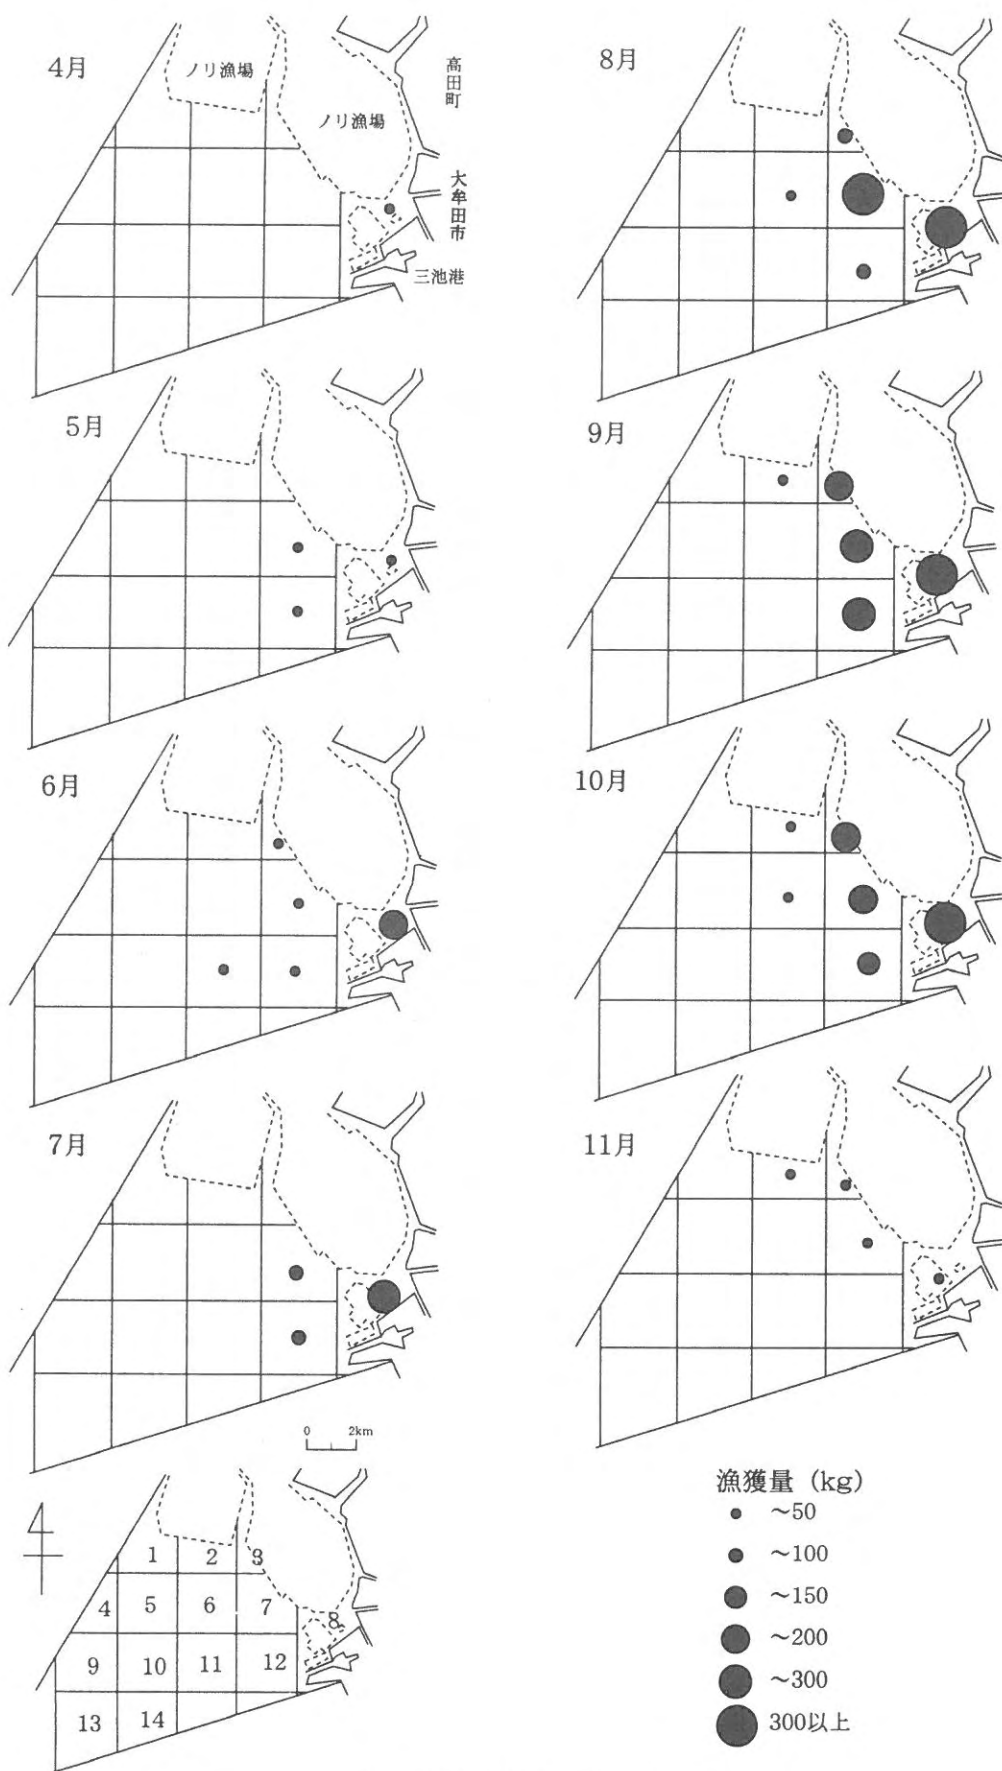 4月
ノリ漁場
ノリ漁場
高田町
大牟田市
三池港
5月
6月
7月
0 2km
8月
9月
10月
11月
1 2 3
4 5 6 7 8
9 10 11 12
13 14
漁獲量 (kg)
～50
～100
～150
～200
～300
300以上